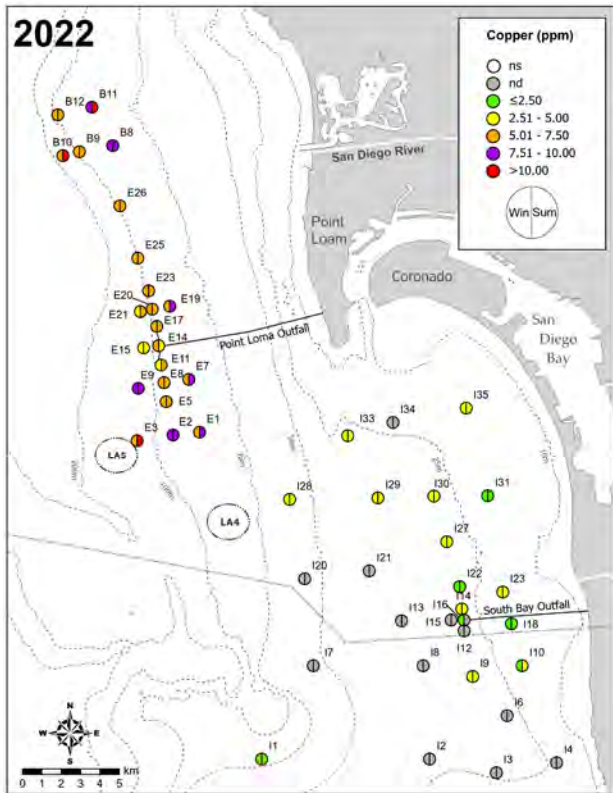 2022
Copper (ppm)
ns
nd
≤2.50
2.51 - 5.00
5.01 - 7.50
7.51 - 10.00
>10.00
Win Sum
B12
B11
B10
B9
B8
San Diego River
E26
Point
Loam
E25
Coronado
E23
E20
E19
E21
E17
San
Diego
Bay
E14
Point Loma Outfall
E15
E11
E9
E8
E7
E5
I35
I34
I33
E3
E2
E1
LA5
I28
I29
I30
I31
LA4
I27
I20
I21
I22
I23
I14
I16
I13
South Bay Outfall
I15
I18
I12
I7
I8
I9
I10
I6
I1
I2
I3
I4
N
W
E
S
0 1 2 3 4 5
km